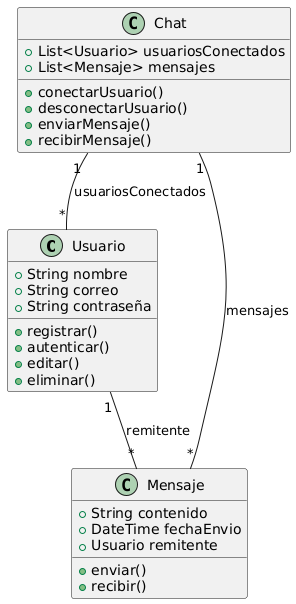 C Chat
List<Usuario> usuariosConectados
List<Mensaje> mensajes
conectarUsuario()
desconectarUsuario()
enviarMensaje()
recibirMensaje()
1
1
usuariosConectados
*
C Usuario
String nombre
String correo
String contraseña
registrar()
autenticar()
editar()
eliminar()
mensajes
1
remitente
*
*
C Mensaje
String contenido
DateTime fechaEnvio
Usuario remitente
enviar()
recibir()